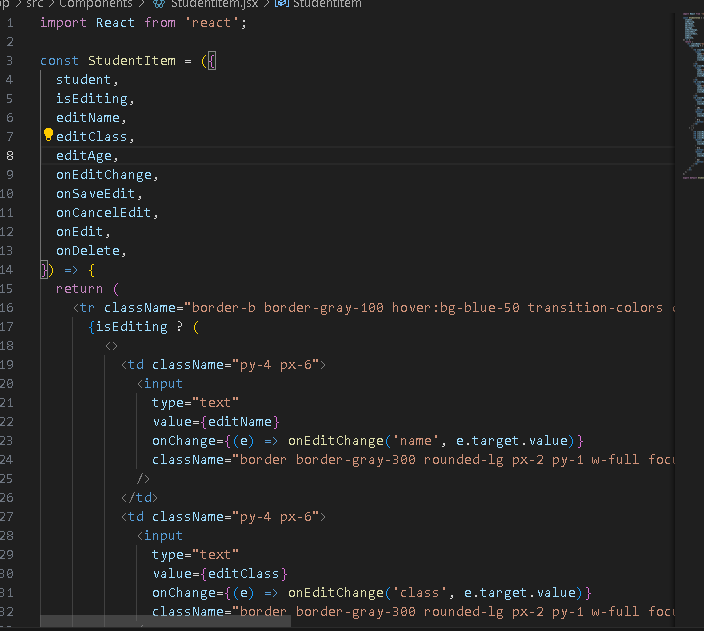 src > Components > StudentItem.jsx > StudentItem
1 import React from 'react';
2
3 const StudentItem = ({
4 student,
5 isEditing,
6 editName,
7 editClass,
8 editAge,
9 onEditChange,
10 onSaveEdit,
11 onCancelEdit,
12 onEdit,
13 onDelete,
14 }) => {
15 return (
16 <tr className="border-b border-gray-100 hover:bg-blue-50 transition-colors
17 {isEditing ? (
18 <>
19 <td className="py-4 px-6">
20 <input
21 type="text"
22 value={editName}
23 onChange={(e) => onEditChange('name', e.target.value)}
24 className="border border-gray-300 rounded-lg px-2 py-1 w-full
25 />
26 </td>
27 <td className="py-4 px-6">
28 <input
29 type="text"
30 value={editClass}
31 onChange={(e) => onEditChange('class', e.target.value)}
32 className="border border-gray-300 rounded-lg px-2 py-1 w-full